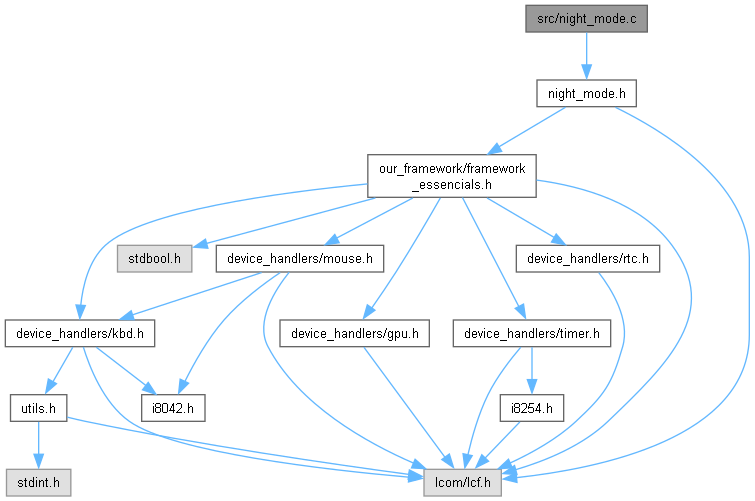 src/night_mode.c
night_mode.h
our_framework/framework
_essencials.h
stdbool.h
device_handlers/mouse.h
device_handlers/rtc.h
device_handlers/kbd.h
device_handlers/gpu.h
device_handlers/timer.h
utils.h
i8042.h
i8254.h
stdint.h
lcom/lcf.h